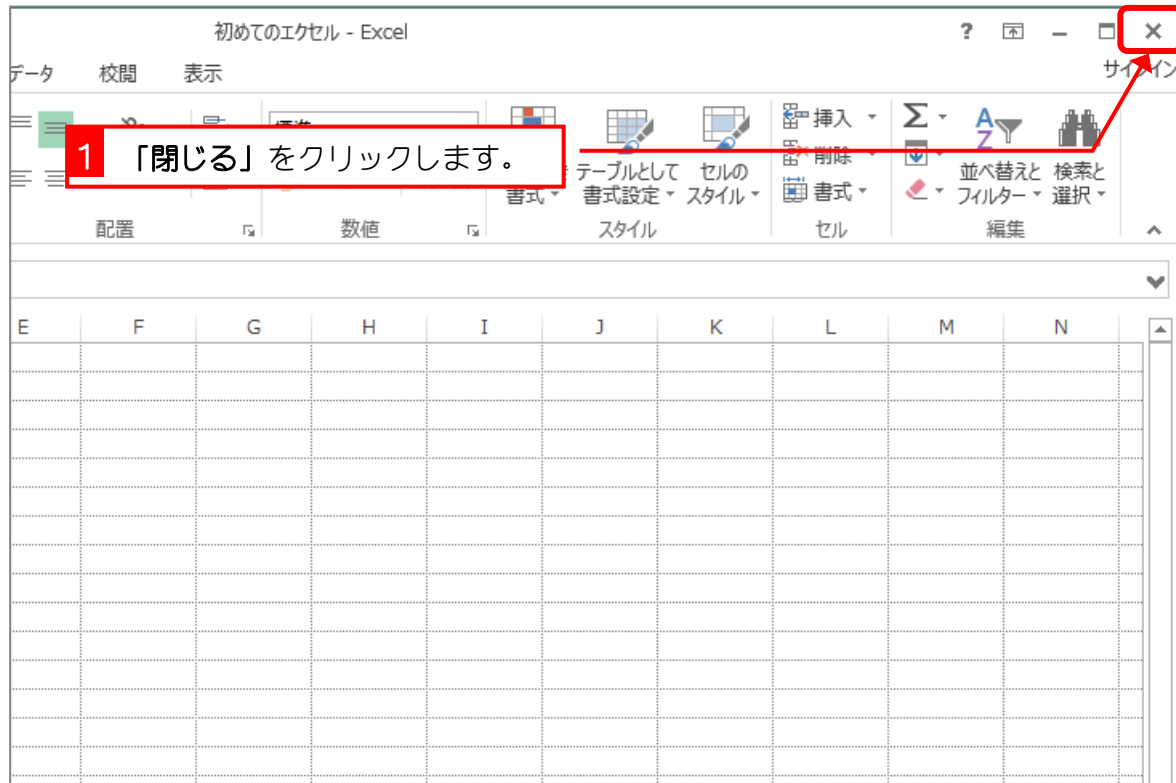 初めてのエクセル - Excel
?
データ 校閲 表示 サインイン
挿入
1 「閉じる」をクリックします。
削除
書式 テーブルとして書式設定 セルのスタイル 書式 並べ替えとフィルター 検索と選択
配置 数値 スタイル セル 編集
E F G H I J K L M N